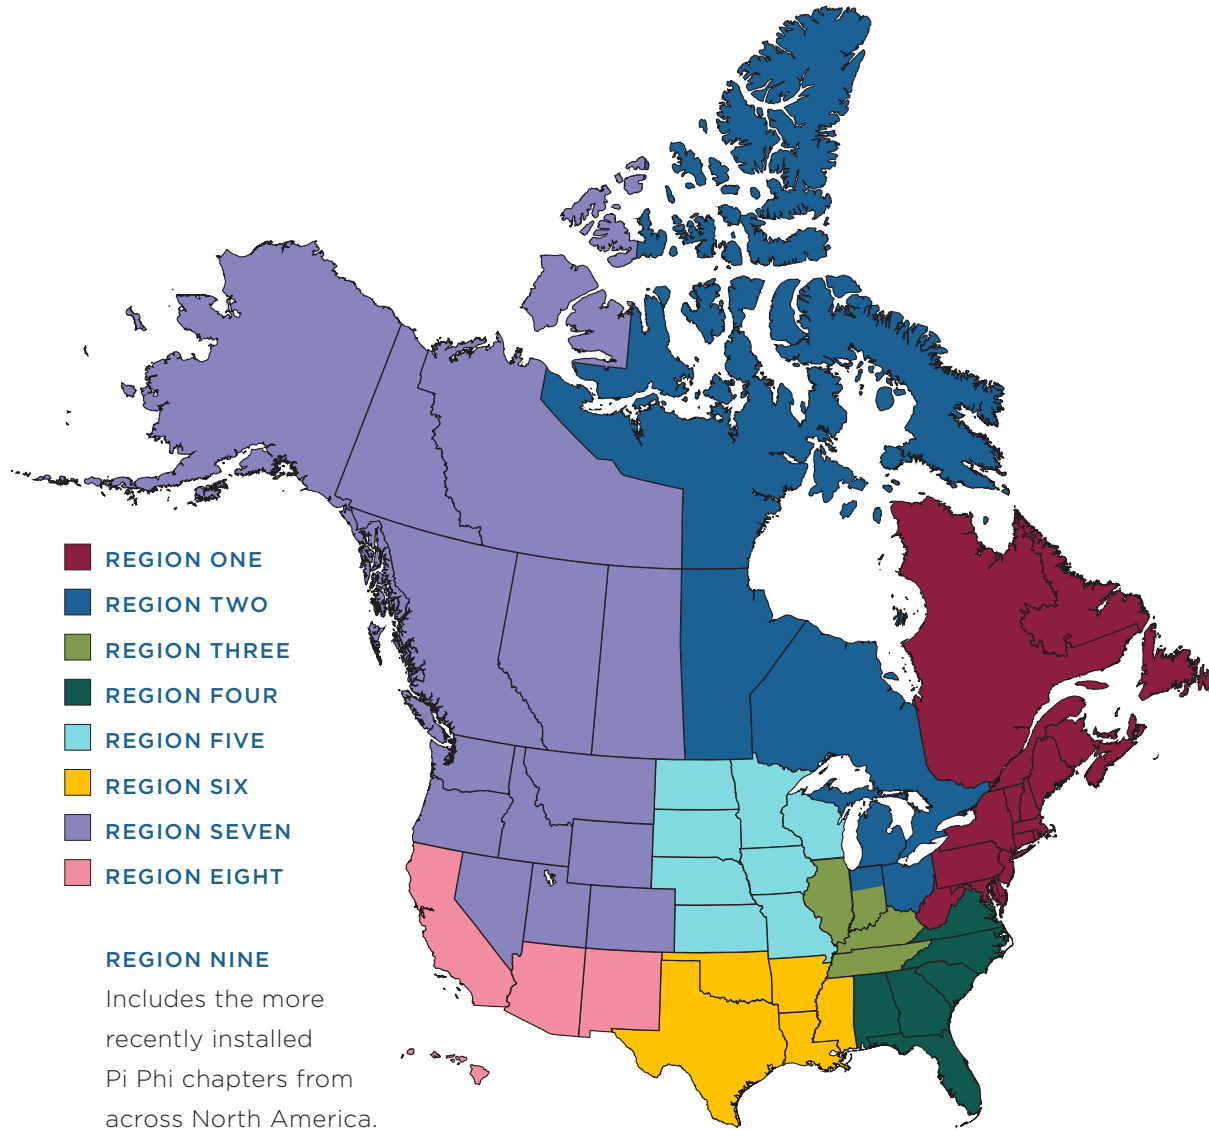 REGION ONE
REGION TWO
REGION THREE
REGION FOUR
REGION FIVE
REGION SIX
REGION SEVEN
REGION EIGHT
REGION NINE
Includes the more
recently installed
Pi Phi chapters from
across North America.